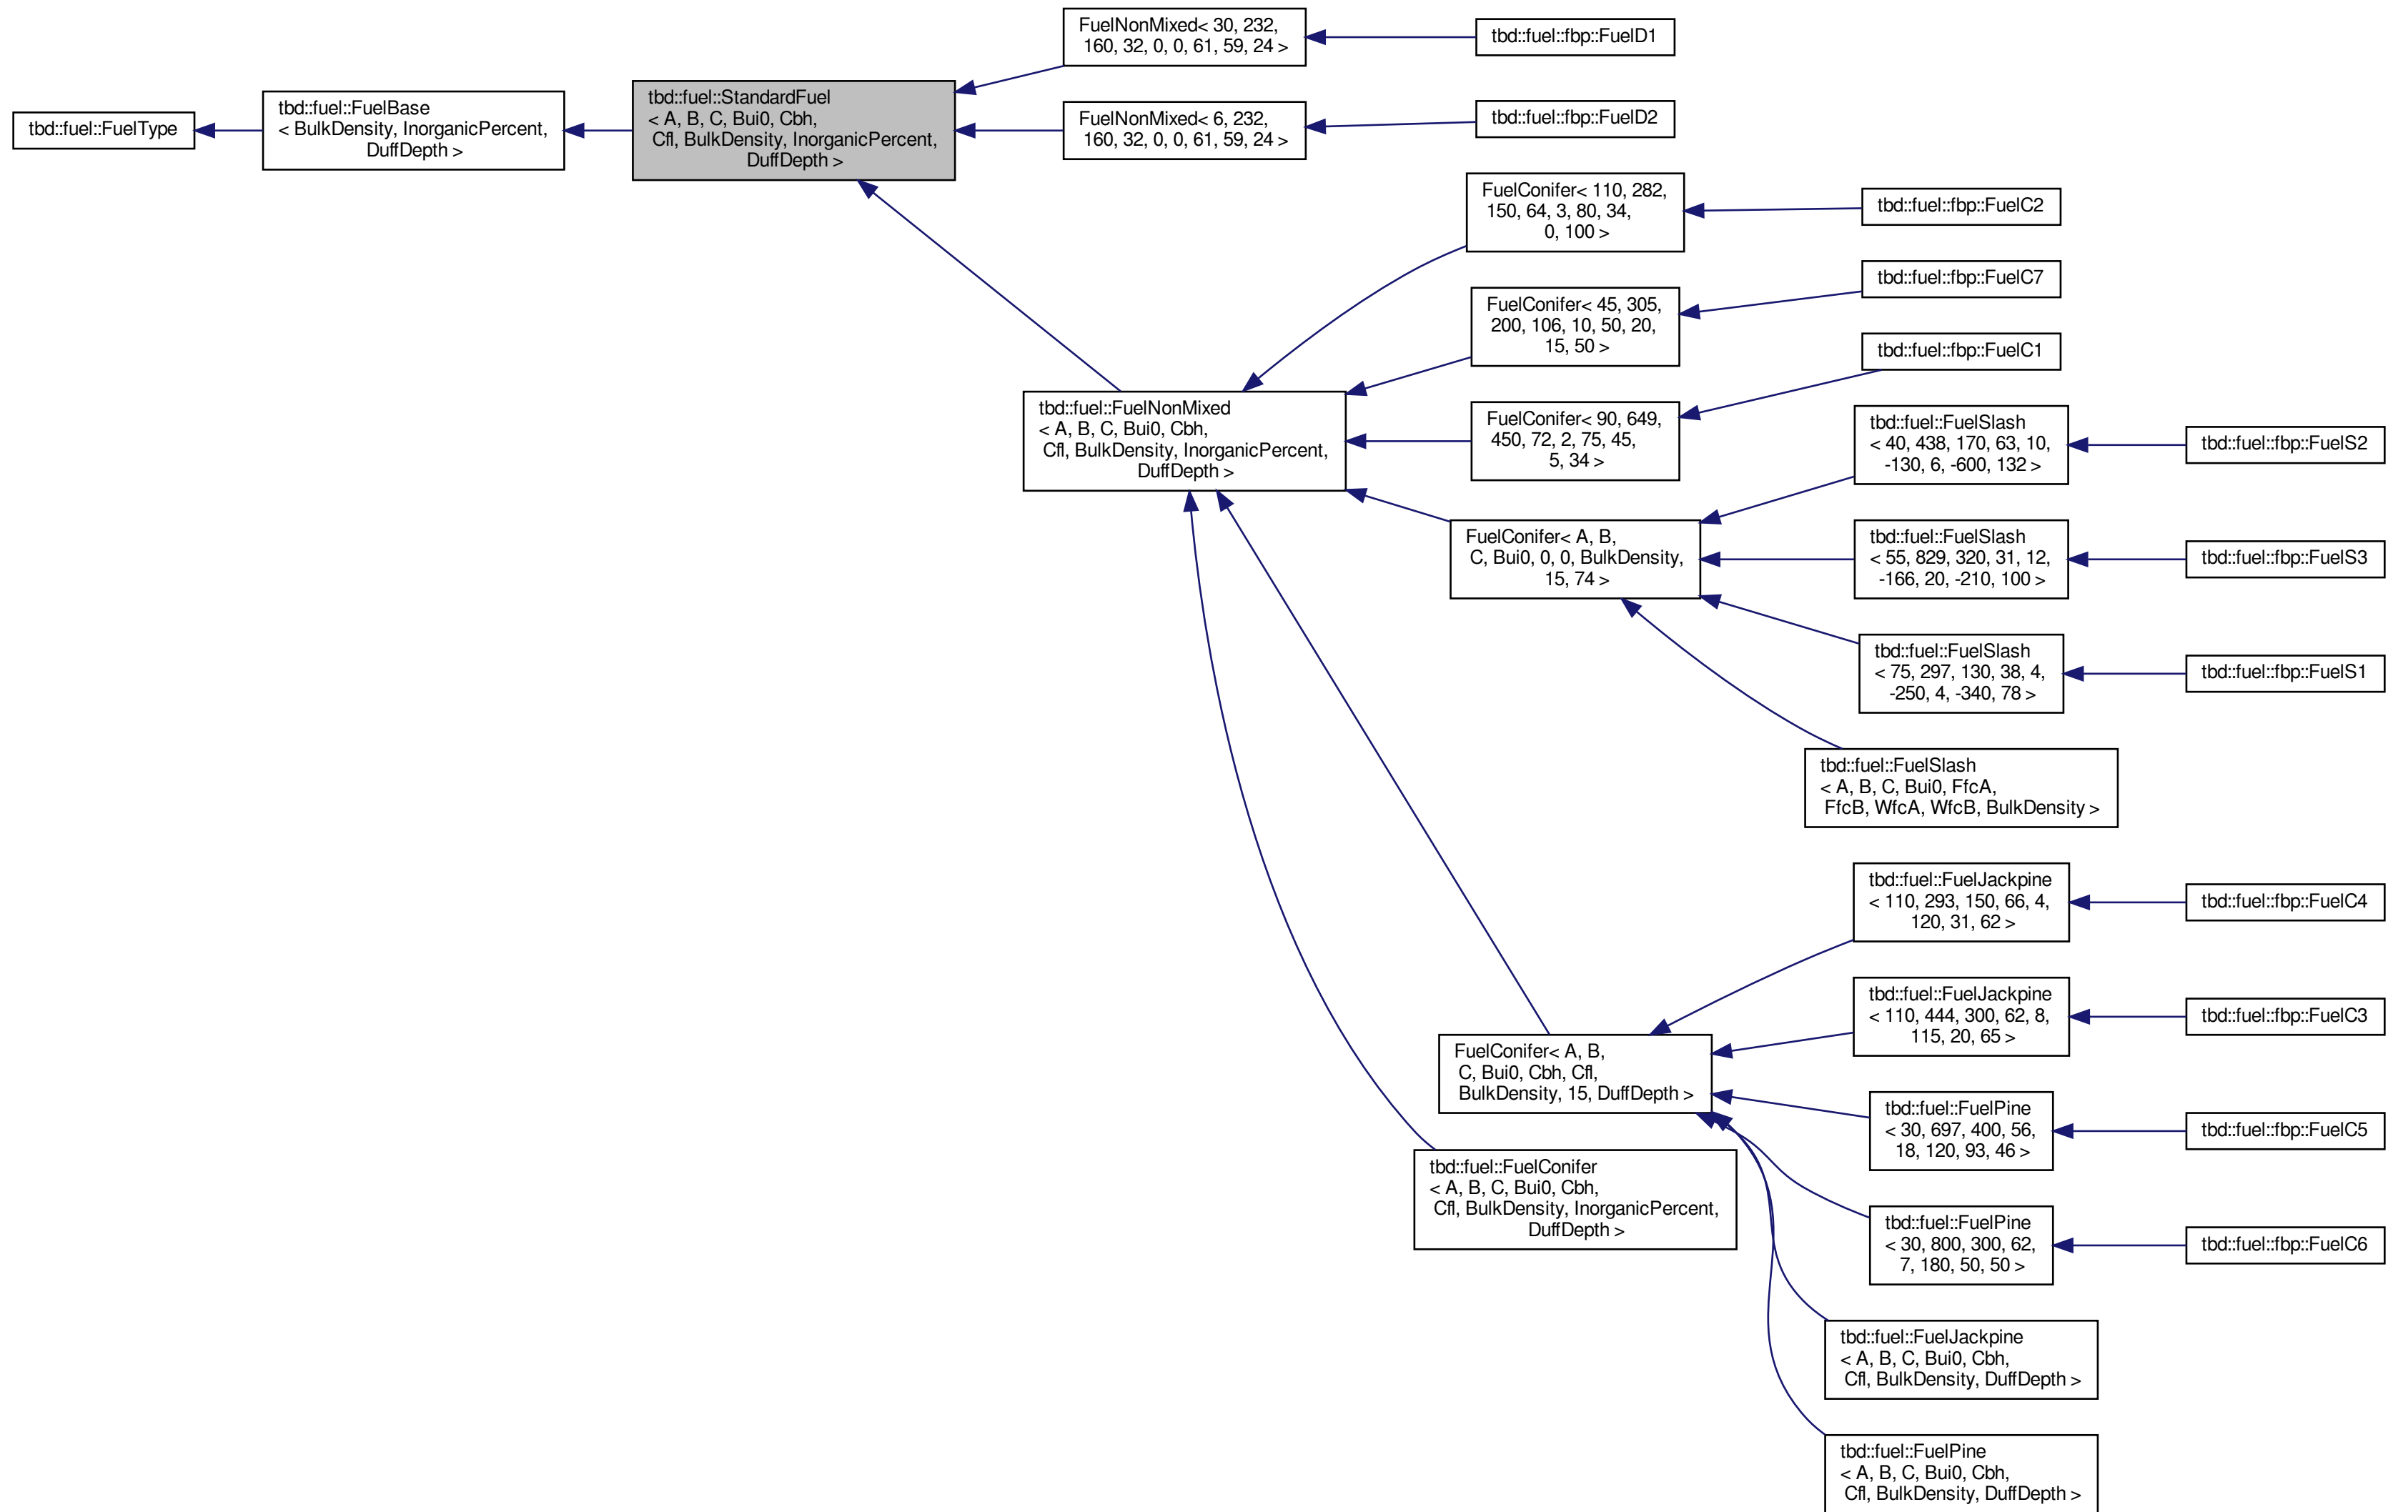 tbd::fuel::FuelType
tbd::fuel::FuelBase
< BulkDensity, InorganicPercent,
DuffDepth >
tbd::fuel::StandardFuel
< A, B, C, Bui0, Cbh,
Cfl, BulkDensity, InorganicPercent,
DuffDepth >
FuelNonMixed< 30, 232,
160, 32, 0, 0, 61, 59, 24 >
tbd::fuel::fbp::FuelD1
FuelNonMixed< 6, 232,
160, 32, 0, 0, 61, 59, 24 >
tbd::fuel::fbp::FuelD2
tbd::fuel::FuelNonMixed
< A, B, C, Bui0, Cbh,
Cfl, BulkDensity, InorganicPercent,
DuffDepth >
FuelConifer< 110, 282,
150, 64, 3, 80, 34,
0, 100 >
tbd::fuel::fbp::FuelC2
FuelConifer< 45, 305,
200, 106, 10, 50, 20,
15, 50 >
tbd::fuel::fbp::FuelC7
FuelConifer< 90, 649,
450, 72, 2, 75, 45,
5, 34 >
tbd::fuel::fbp::FuelC1
FuelConifer< A, B,
C, Bui0, 0, 0, BulkDensity,
15, 74 >
tbd::fuel::FuelSlash
< 40, 438, 170, 63, 10,
-130, 6, -600, 132 >
tbd::fuel::fbp::FuelS2
tbd::fuel::FuelSlash
< 55, 829, 320, 31, 12,
-166, 20, -210, 100 >
tbd::fuel::fbp::FuelS3
tbd::fuel::FuelSlash
< 75, 297, 130, 38, 4,
-250, 4, -340, 78 >
tbd::fuel::fbp::FuelS1
tbd::fuel::FuelSlash
< A, B, C, Bui0, FfcA,
FfcB, WfcA, WfcB, BulkDensity >
FuelConifer< A, B,
C, Bui0, Cbh, Cfl,
BulkDensity, 15, DuffDepth >
tbd::fuel::FuelJackpine
< 110, 293, 150, 66, 4,
120, 31, 62 >
tbd::fuel::fbp::FuelC4
tbd::fuel::FuelJackpine
< 110, 444, 300, 62, 8,
115, 20, 65 >
tbd::fuel::fbp::FuelC3
tbd::fuel::FuelPine
< 30, 697, 400, 56,
18, 120, 93, 46 >
tbd::fuel::fbp::FuelC5
tbd::fuel::FuelPine
< 30, 800, 300, 62,
7, 180, 50, 50 >
tbd::fuel::fbp::FuelC6
tbd::fuel::FuelJackpine
< A, B, C, Bui0, Cbh,
Cfl, BulkDensity, DuffDepth >
tbd::fuel::FuelPine
< A, B, C, Bui0, Cbh,
Cfl, BulkDensity, DuffDepth >
tbd::fuel::FuelConifer
< A, B, C, Bui0, Cbh,
Cfl, BulkDensity, InorganicPercent,
DuffDepth >